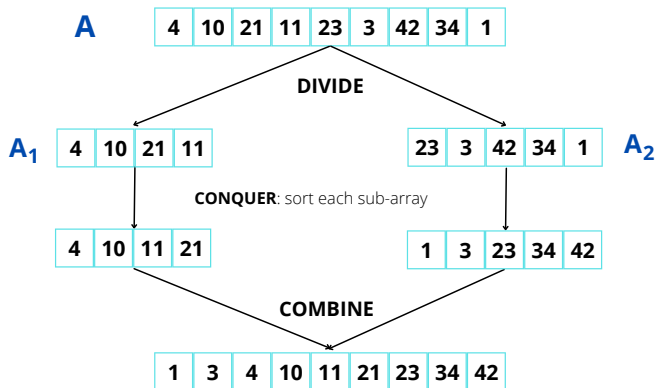 A 4 10 21 11 23 3 42 34 1
DIVIDE
A₁ 4 10 21 11 23 3 42 34 1 A₂
CONQUER: sort each sub-array
4 10 11 21 1 3 23 34 42
COMBINE
1 3 4 10 11 21 23 34 42